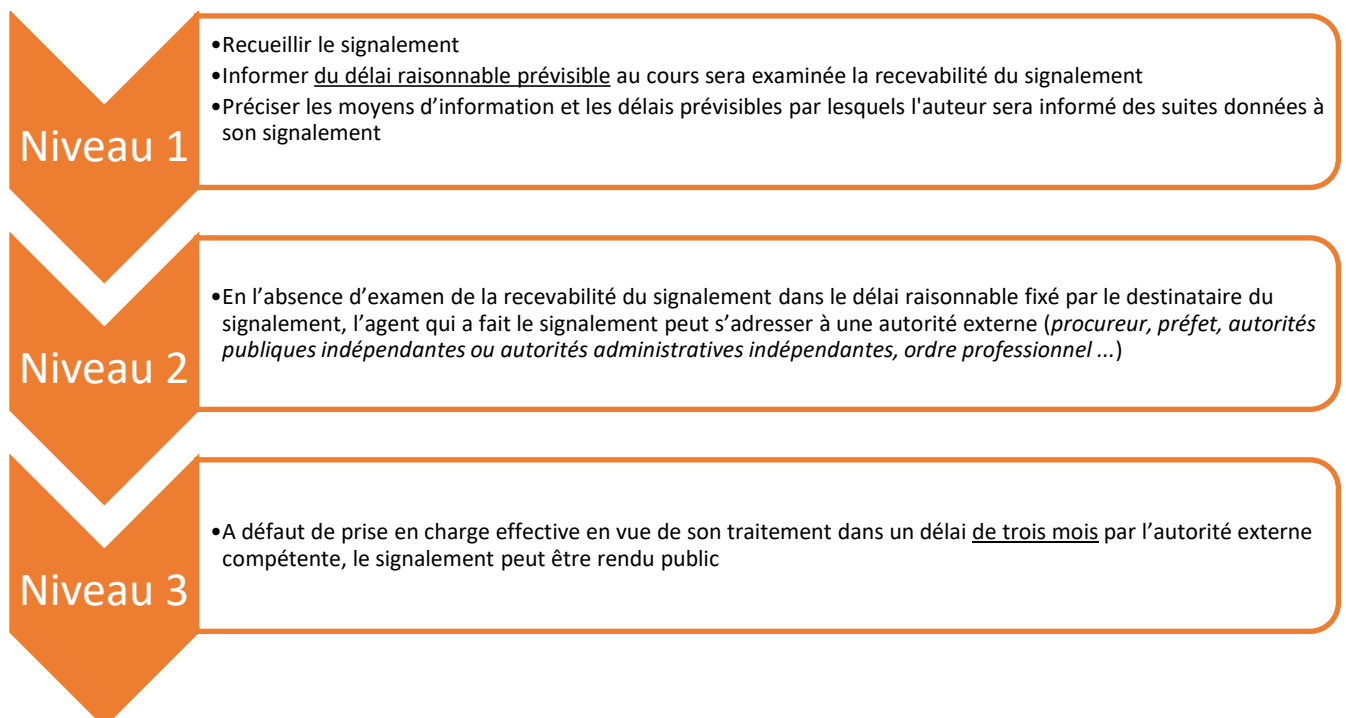 •Recueillir le signalement
•Informer du délai raisonnable prévisible au cours sera examinée la recevabilité du signalement
•Préciser les moyens d’information et les délais prévisibles par lesquels l'auteur sera informé des suites données à
son signalement
Niveau 1
•En l’absence d’examen de la recevabilité du signalement dans le délai raisonnable fixé par le destinataire du
signalement, l’agent qui a fait le signalement peut s’adresser à une autorité externe (procureur, préfet, autorités
publiques indépendantes ou autorités administratives indépendantes, ordre professionnel ...)
Niveau 2
•A défaut de prise en charge effective en vue de son traitement dans un délai de trois mois par l’autorité externe
compétente, le signalement peut être rendu public
Niveau 3